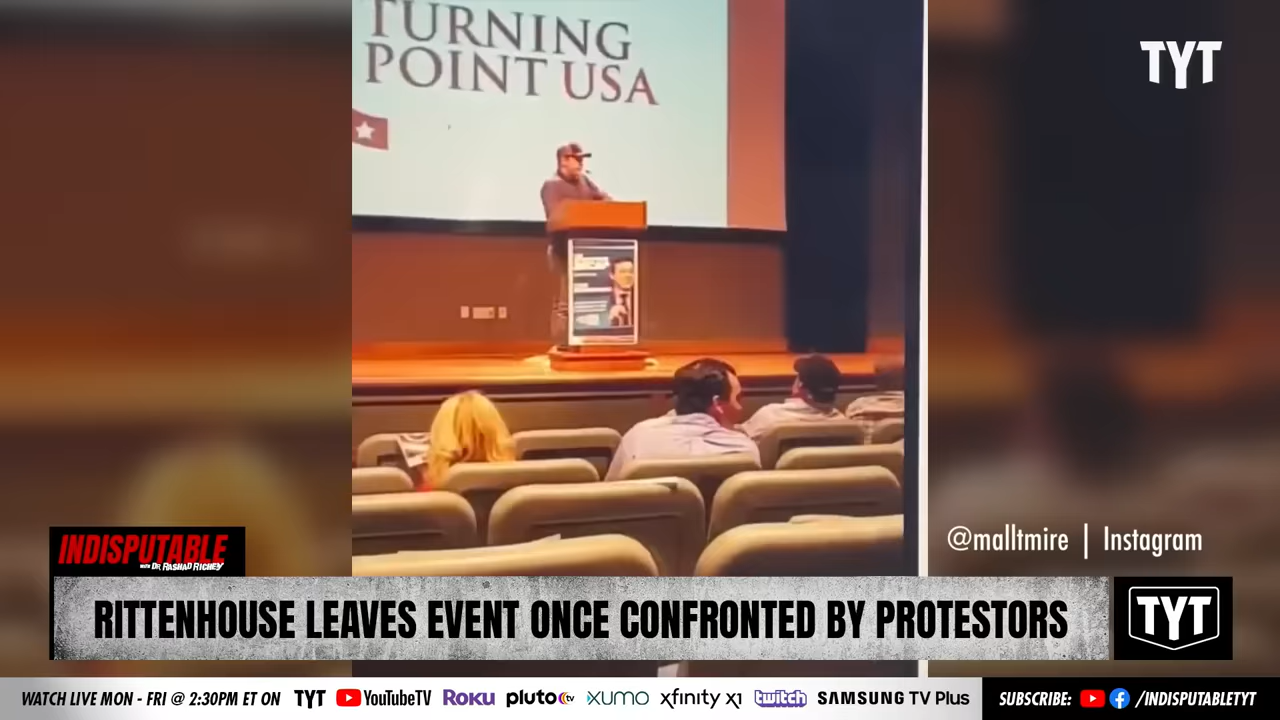 TURNING
POINT USA
TYT
@malltmire | Instagram
INDISPUTABLE
WITH DR. RASHAD RICHEY
RITTENHOUSE LEAVES EVENT ONCE CONFRONTED BY PROTESTORS
TYT
WATCH LIVE MON - FRI @ 2:30PM ET ON TYT YouTubeTV ROKU pluto tv xumo xfinity x1 twitch SAMSUNG TV Plus SUBSCRIBE: /INDISPUTABLETYT